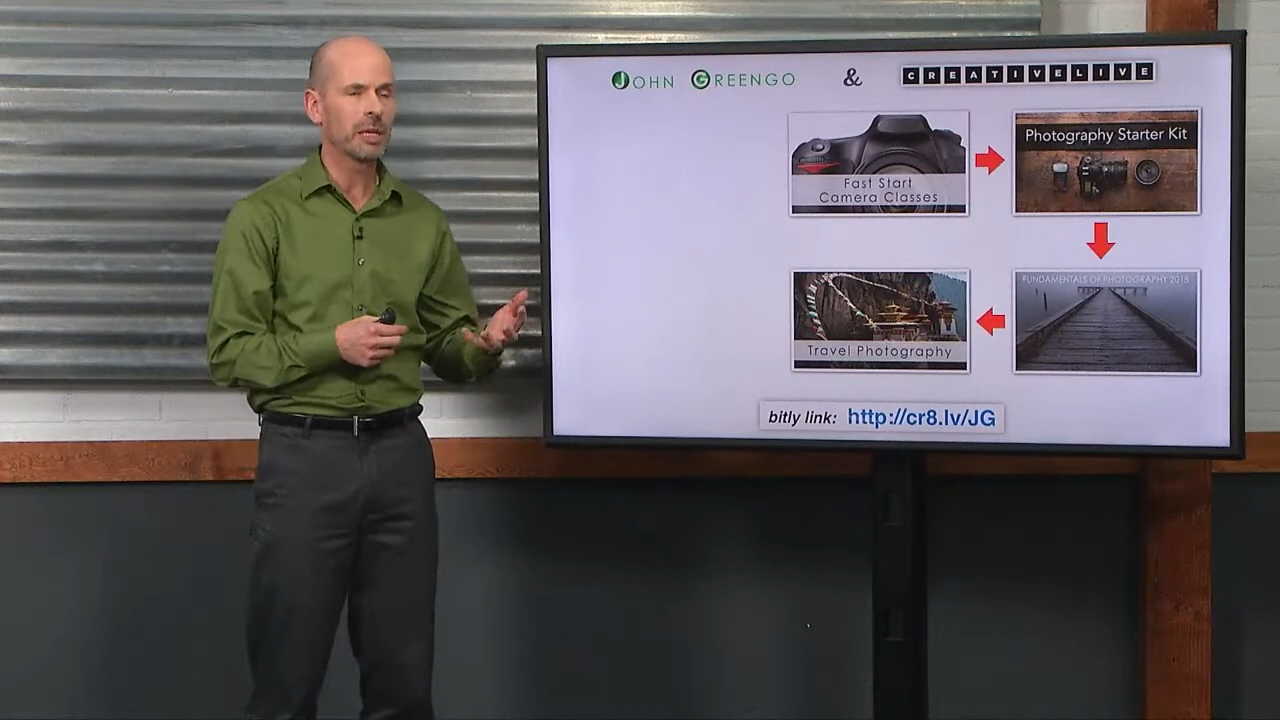 JOHN GREENGO & CREATIVELIVE
Fast Start
Camera Classes
Photography Starter Kit
FUNDAMENTALS OF PHOTOGRAPHY 2015
Travel Photography
bitly link: http://cr8.lv/JG